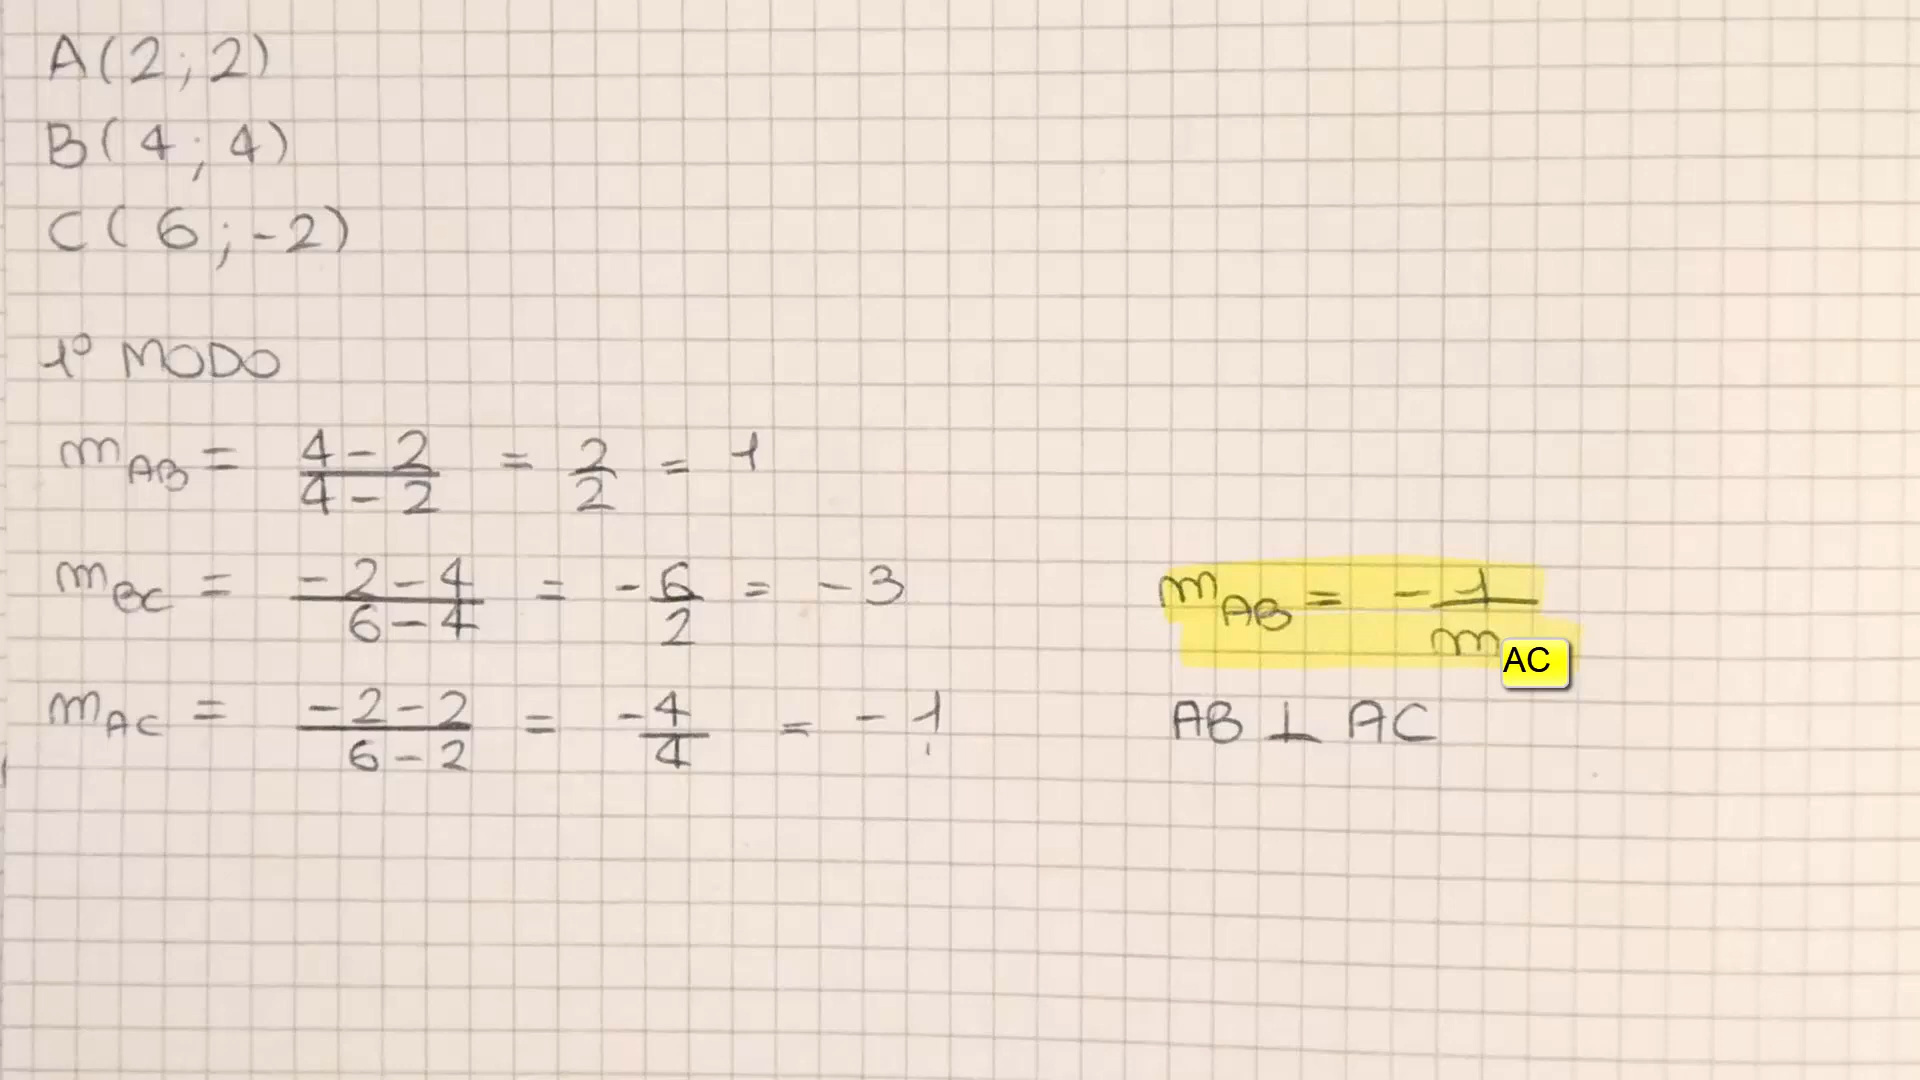 A(2;2)
B(4;4)
C(6;-2)
1° MODO
mAB = 4-2/4-2 = 2/2 = 1
mBC = -2-4/6-4 = -6/2 = -3
mAC = -2-2/6-2 = -4/4 = -1
mAB = -1/mAC
AB ⊥ AC